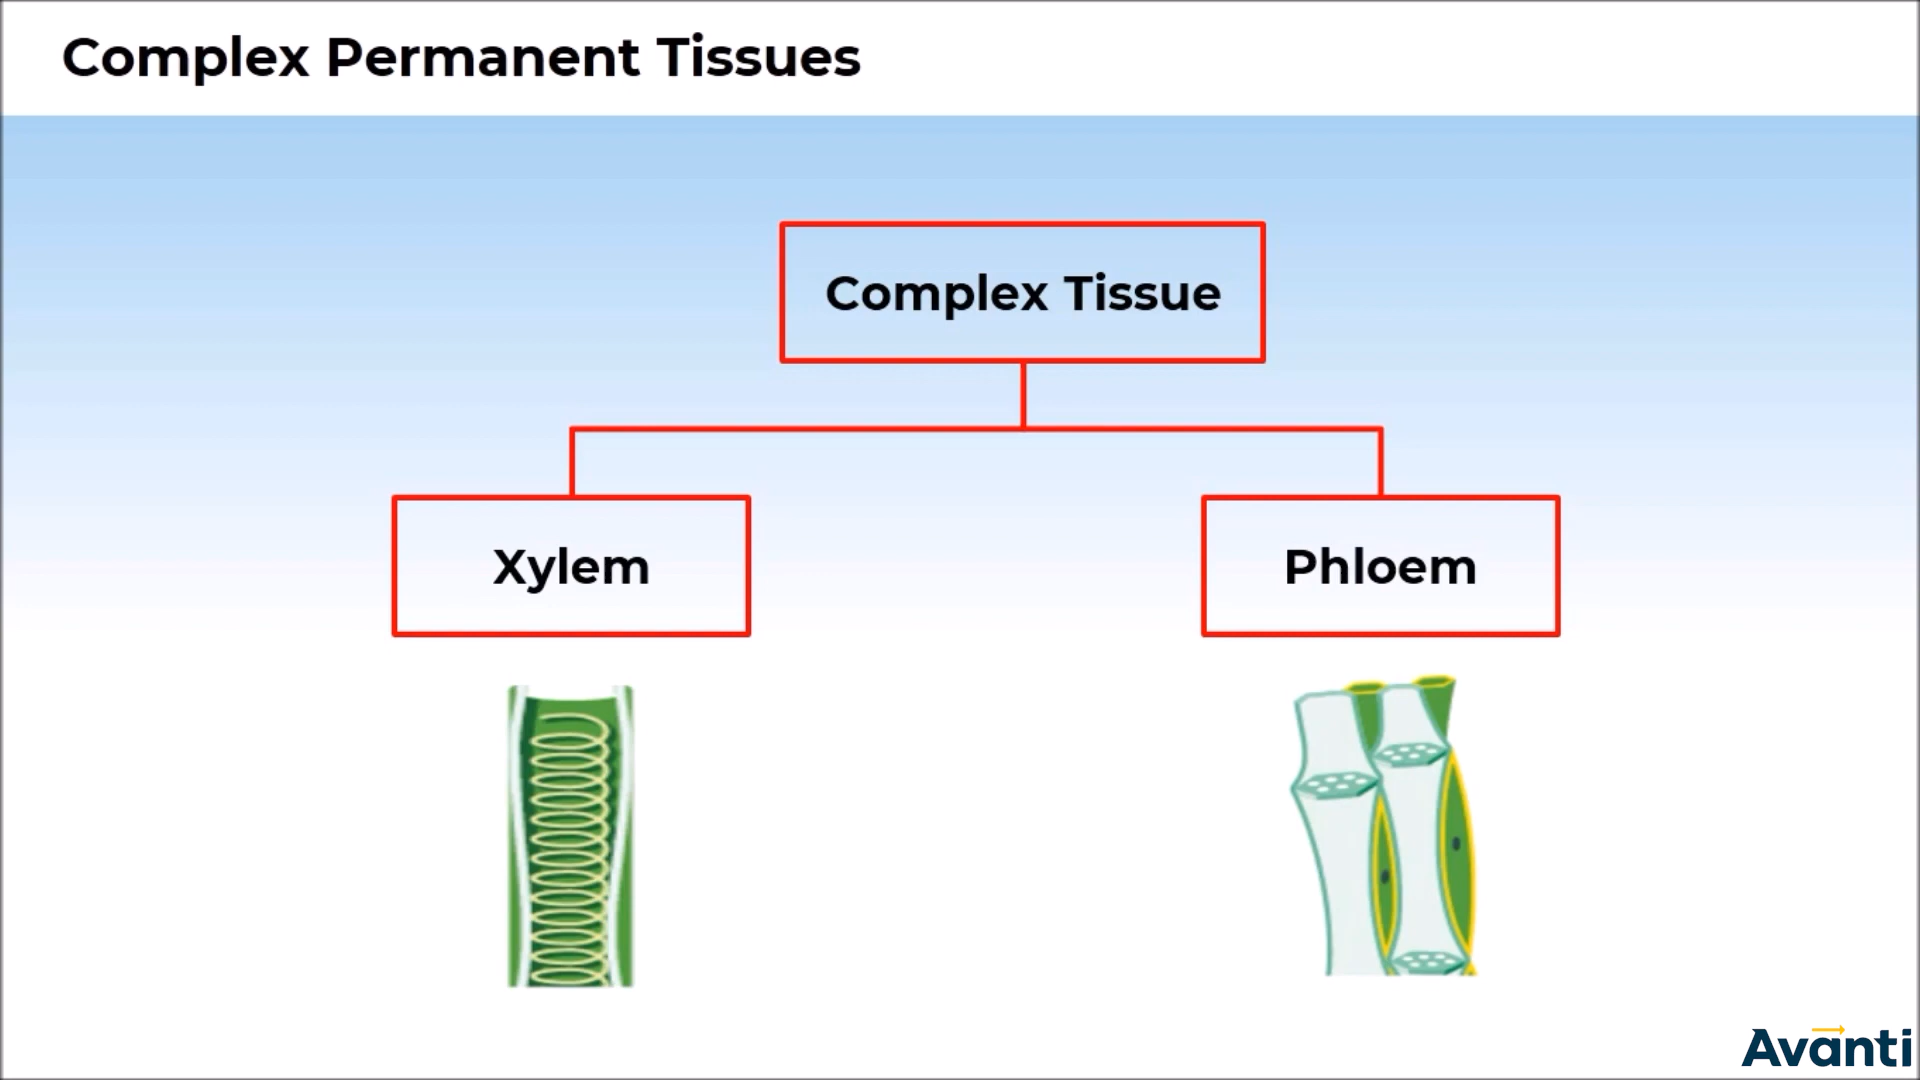 Complex Permanent Tissues
Complex Tissue
Xylem
Phloem
Avanti